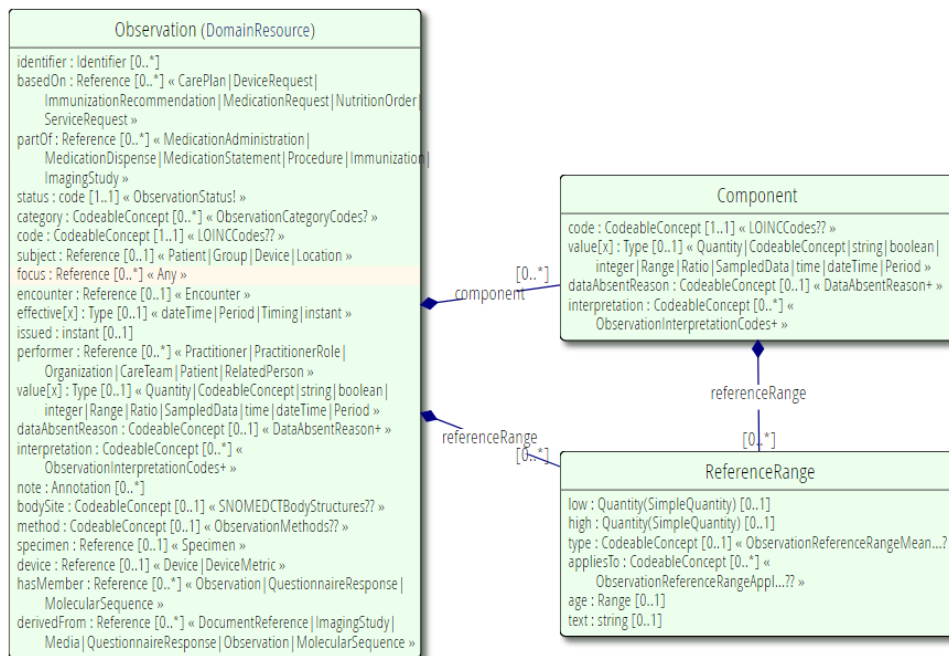 Observation (DomainResource)
identifier : Identifier [0..*]
basedOn : Reference [0..*] « CarePlan|DeviceRequest|
ImmunizationRecommendation|MedicationRequest|NutritionOrder|
ServiceRequest »
partOf : Reference [0..*] « MedicationAdministration|
MedicationDispense|MedicationStatement|Procedure|Immunization|
ImagingStudy »
status : code [1..1] « ObservationStatus! »
category : CodeableConcept [0..*] « ObservationCategoryCodes? »
code : CodeableConcept [1..1] « LOINCCodes?? »
subject : Reference [0..1] « Patient|Group|Device|Location »
focus : Reference [0..*] « Any »
encounter : Reference [0..1] « Encounter »
effective[x] : Type [0..1] « dateTime|Period|Timing|instant »
issued : instant [0..1]
performer : Reference [0..*] « Practitioner|PractitionerRole|
Organization|CareTeam|Patient|RelatedPerson »
value[x] : Type [0..1] « Quantity|CodeableConcept|string|boolean|
integer|Range|Ratio|SampledData|time|dateTime|Period »
dataAbsentReason : CodeableConcept [0..1] « DataAbsentReason+ »
interpretation : CodeableConcept [0..*] «
ObservationInterpretationCodes+ »
note : Annotation [0..*]
bodySite : CodeableConcept [0..1] « SNOMEDCTBodyStructures?? »
method : CodeableConcept [0..1] « ObservationMethods?? »
specimen : Reference [0..1] « Specimen »
device : Reference [0..1] « Device|DeviceMetric »
hasMember : Reference [0..*] « Observation|QuestionnaireResponse|
MolecularSequence »
derivedFrom : Reference [0..*] « DocumentReference|ImagingStudy|
Media|QuestionnaireResponse|Observation|MolecularSequence »
[0..*]
component
Component
code : CodeableConcept [1..1] « LOINCCodes?? »
value[x] : Type [0..1] « Quantity|CodeableConcept|string|boolean|
integer|Range|Ratio|SampledData|time|dateTime|Period »
dataAbsentReason : CodeableConcept [0..1] « DataAbsentReason+ »
interpretation : CodeableConcept [0..*] «
ObservationInterpretationCodes+ »
referenceRange
[0..*]
referenceRange
[0..*]
ReferenceRange
low : Quantity(SimpleQuantity) [0..1]
high : Quantity(SimpleQuantity) [0..1]
type : CodeableConcept [0..1] « ObservationReferenceRangeMean...?
appliesTo : CodeableConcept [0..*] «
ObservationReferenceRangeAppl...?? »
age : Range [0..1]
text : string [0..1]